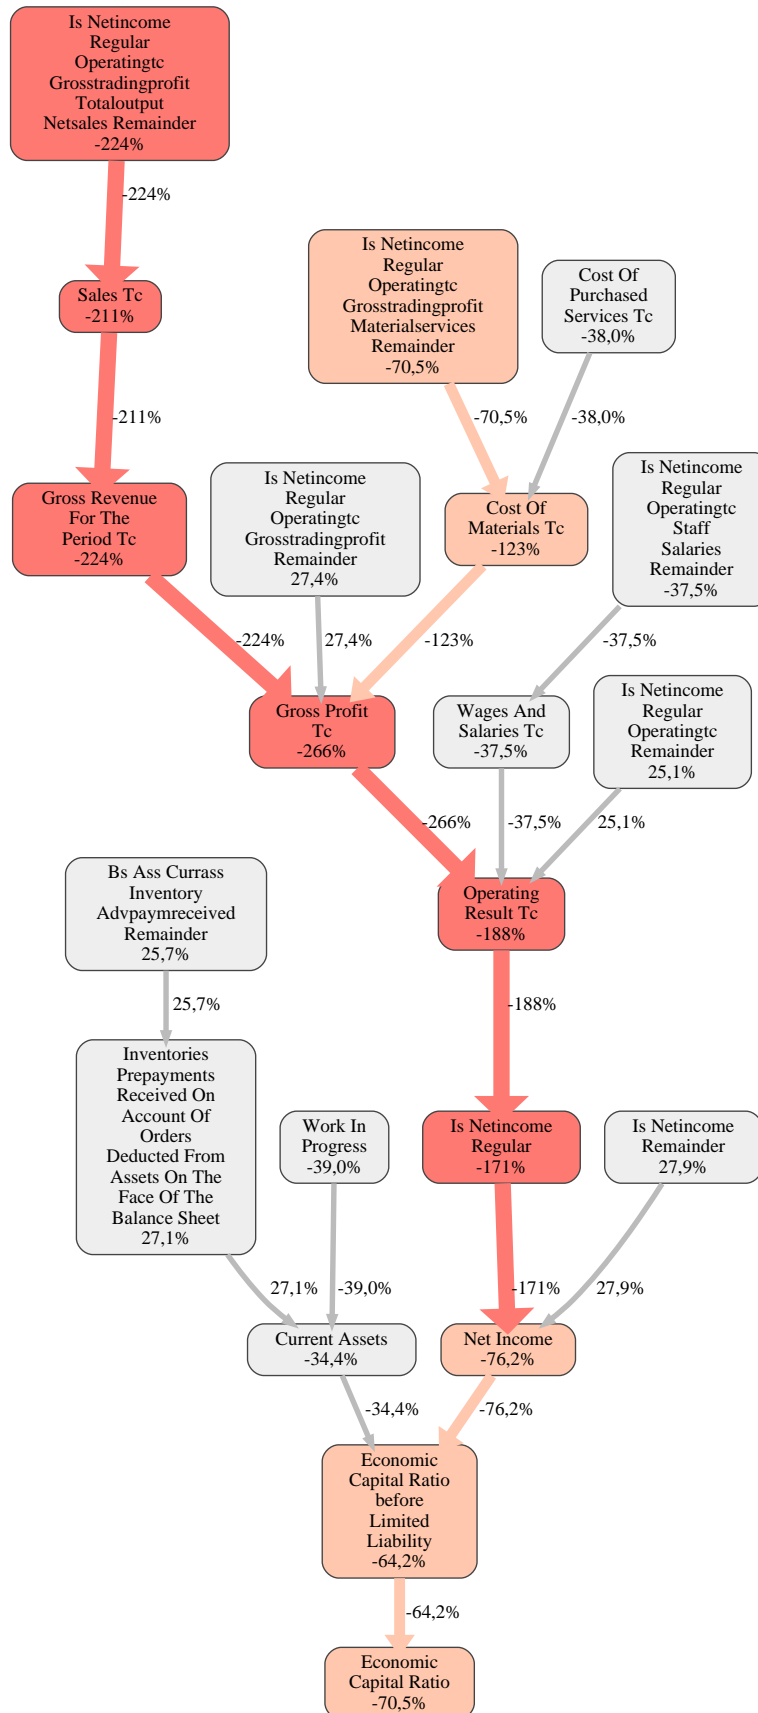 Is Netincome
Regular
Operatingtc
Grosstradingprofit
Totaloutput
Netsales Remainder
-224%
-224%
Sales Tc
-211%
Is Netincome
Regular
Operatingtc
Grosstradingprofit
Materialservices
Remainder
-70,5%
Cost Of
Purchased
Services Tc
-38,0%
-211%
-70,5%
-38,0%
Gross Revenue
For The
Period Tc
-224%
Is Netincome
Regular
Operatingtc
Grosstradingprofit
Remainder
27,4%
Cost Of
Materials Tc
-123%
Is Netincome
Regular
Operatingtc
Staff
Salaries
Remainder
-37,5%
-224%
27,4%
-123%
-37,5%
Gross Profit
Tc
-266%
Wages And
Salaries Tc
-37,5%
Is Netincome
Regular
Operatingtc
Remainder
25,1%
-266%
-37,5%
25,1%
Bs Ass Currass
Inventory
Advpaymreceived
Remainder
25,7%
Operating
Result Tc
-188%
25,7%
-188%
Inventories
Prepayments
Received On
Account Of
Orders
Deducted From
Assets On The
Face Of The
Balance Sheet
27,1%
Work In
Progress
-39,0%
Is Netincome
Regular
-171%
Is Netincome
Remainder
27,9%
27,1%
-39,0%
-171%
27,9%
Current Assets
-34,4%
Net Income
-76,2%
-34,4%
-76,2%
Economic
Capital Ratio
before
Limited
Liability
-64,2%
-64,2%
Economic
Capital Ratio
-70,5%